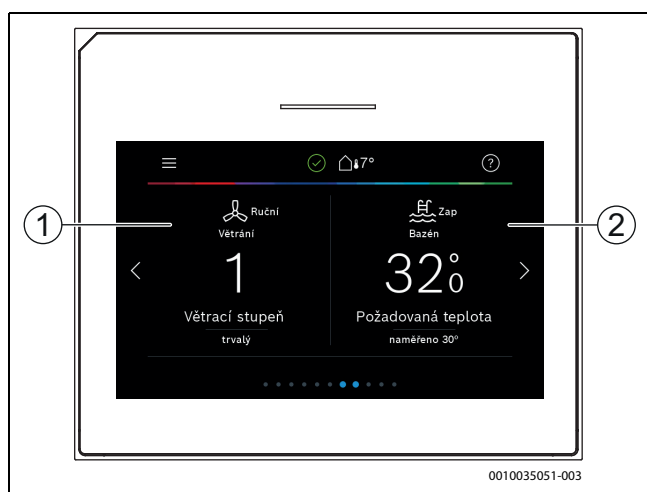 7°
?
Ruční
Větrání
1
Větrací stupeň
trvalý
Zap
Bazén
32°0
Požadovaná teplota
naměřeno 30°
1
2
0010035051-003